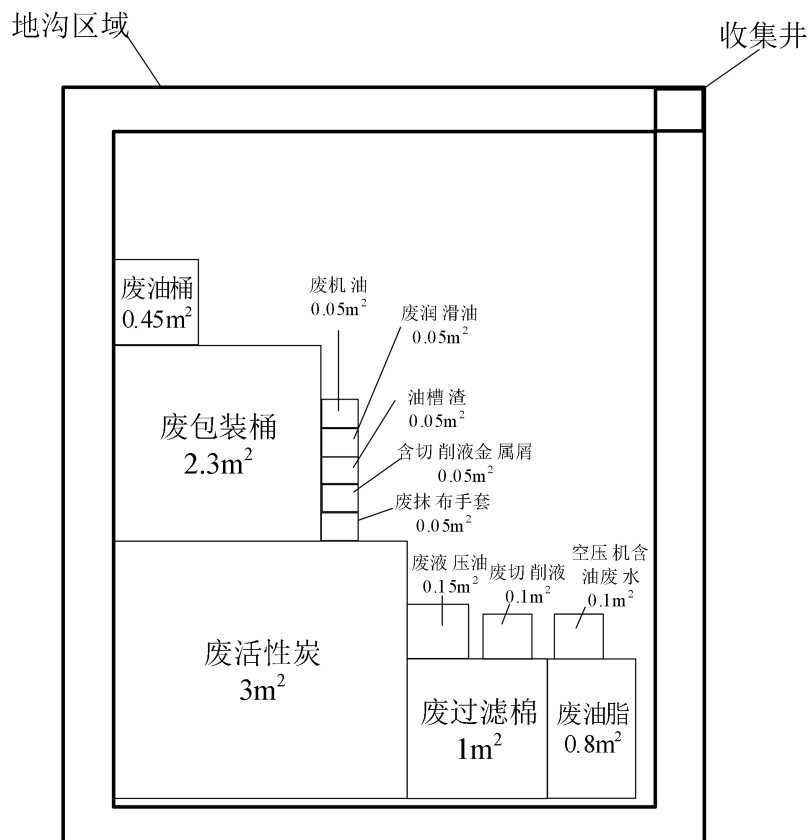 地沟区域
收集井
废油桶
0.45m²
废机油
0.05m²
废润滑油
0.05m²
油槽渣
0.05m²
含切削液金属屑
0.05m²
废抹布手套
0.05m²
废包装桶
2.3m²
废液压油
0.15m²
废切削液
0.1m²
空压机含
油废水
0.1m²
废活性炭
3m²
废过滤棉
1m²
废油脂
0.8m²